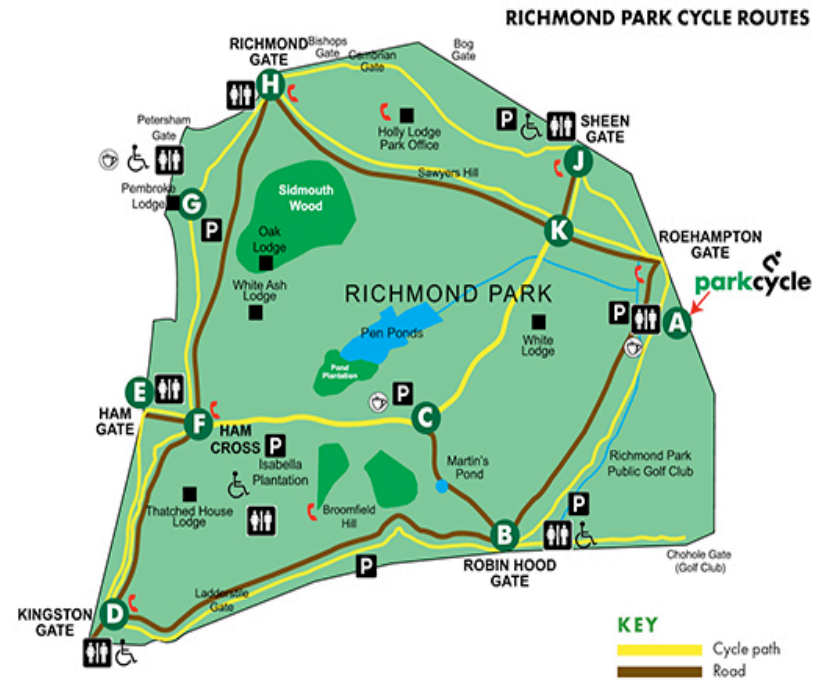 RICHMOND PARK CYCLE ROUTES
RICHMOND
GATE
Bishops
Gate
Cambrian
Gate
Bog
Gate
H
Petersham
Gate
Holly Lodge
Park Office
P
SHEEN
GATE
J
Sawyers Hill
Pembroke
Lodge
G
P
Sidmouth
Wood
Oak
Lodge
K
ROEHAMPTON
GATE
parkcycle
White Ash
Lodge
RICHMOND PARK
P
A
Pen Ponds
White
Lodge
Pond
Plantation
E
HAM
GATE
F
HAM
CROSS
P
C
P
Isabella
Plantation
Martin's
Pond
Richmond Park
Public Golf Club
Thatched House
Lodge
Broomfield
Hill
P
B
ROBIN HOOD
GATE
Chohole Gate
(Golf Club)
P
Ladderstile
Gate
KINGSTON
GATE
D
KEY
Cycle path
Road